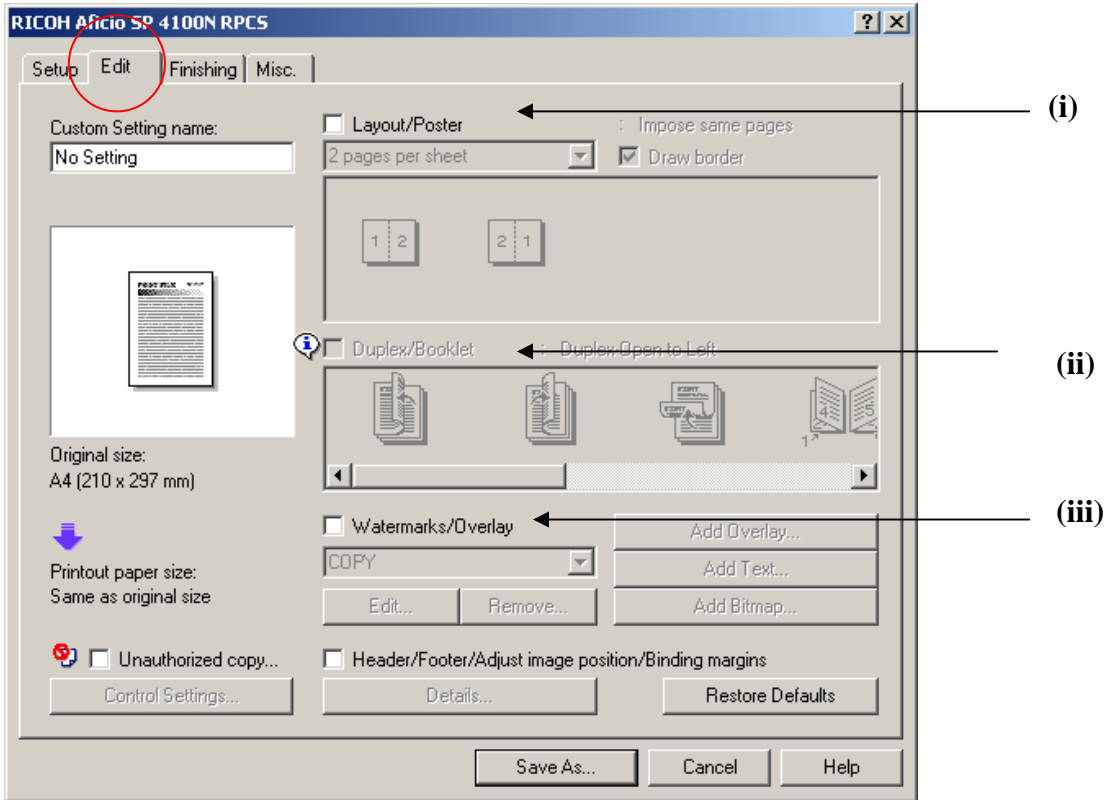 RICOH Aficio SP 4100N RPCS
Setup Edit Finishing Misc.
(i)
Custom Setting name:
No Setting
Layout/Poster : Impose same pages
2 pages per sheet Draw border
1 2 2 1
Duplex/Booklet : Duplex:Open to Left
(ii)
4 5
2
1
Original size:
A4 (210 x 297 mm)
Watermarks/Overlay
(iii)
COPY
Add Overlay...
Add Text...
Edit... Remove... Add Bitmap...
Printout paper size:
Same as original size
Unauthorized copy...
Header/Footer/Adjust image position/Binding margins
Control Settings... Details... Restore Defaults
Save As... Cancel Help